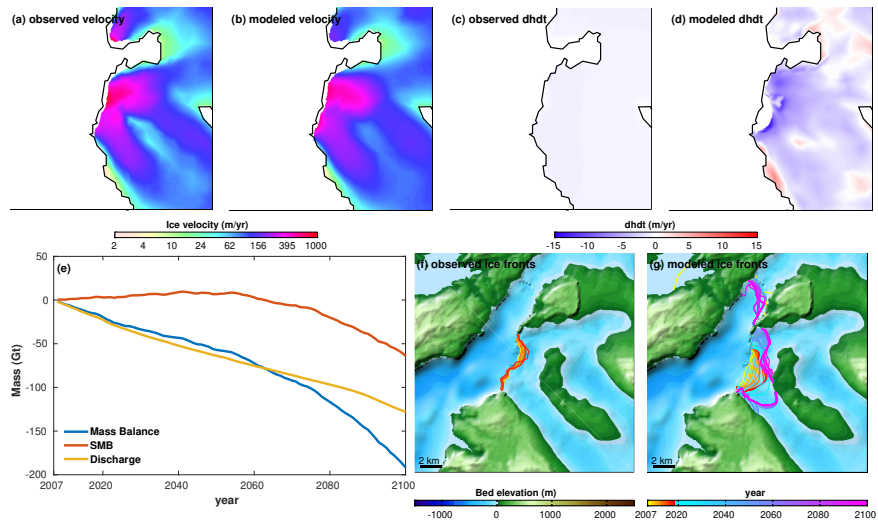 (a) observed velocity
(b) modeled velocity
(c) observed dhdt
(d) modeled dhdt
Ice velocity (m/yr)
2 4 10 24 62 156 395 1000
dhdt (m/yr)
-15 -10 -5 0 5 10 15
(e)
50
0
-50
-100
-150
-200
Mass (Gt)
Mass Balance
SMB
Discharge
2007 2020 2040 2060 2080 2100
year
(f) observed ice fronts
2 km
(g) modeled ice fronts
2 km
Bed elevation (m)
-1000 0 1000 2000
year
2007 2020 2040 2060 2080 2100